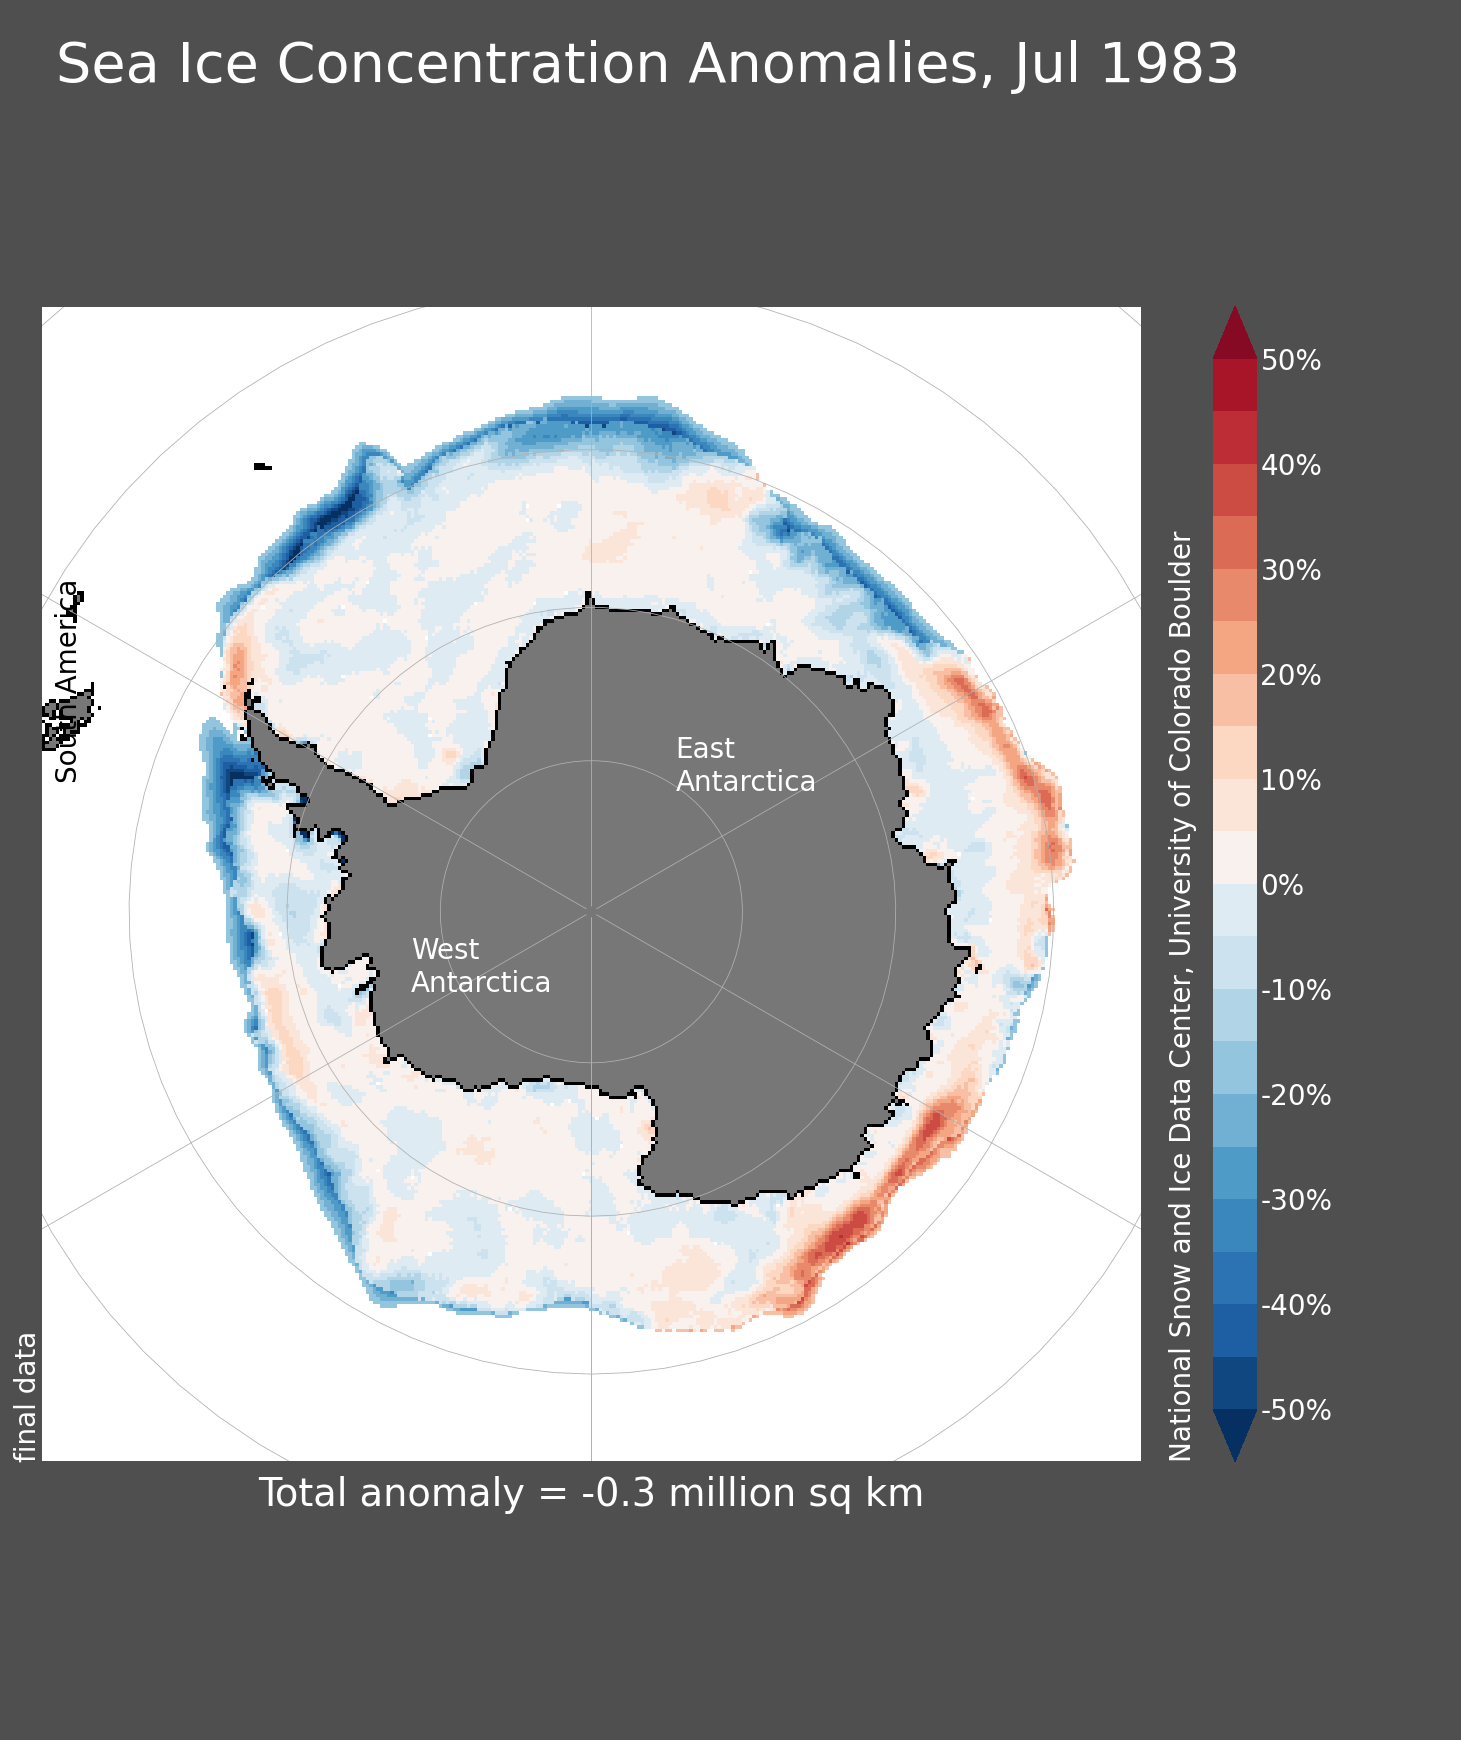 Sea Ice Concentration Anomalies, Jul 1983
South America
East
Antarctica
West
Antarctica
final data
National Snow and Ice Data Center, University of Colorado Boulder
50%
40%
30%
20%
10%
0%
-10%
-20%
-30%
-40%
-50%
Total anomaly = -0.3 million sq km